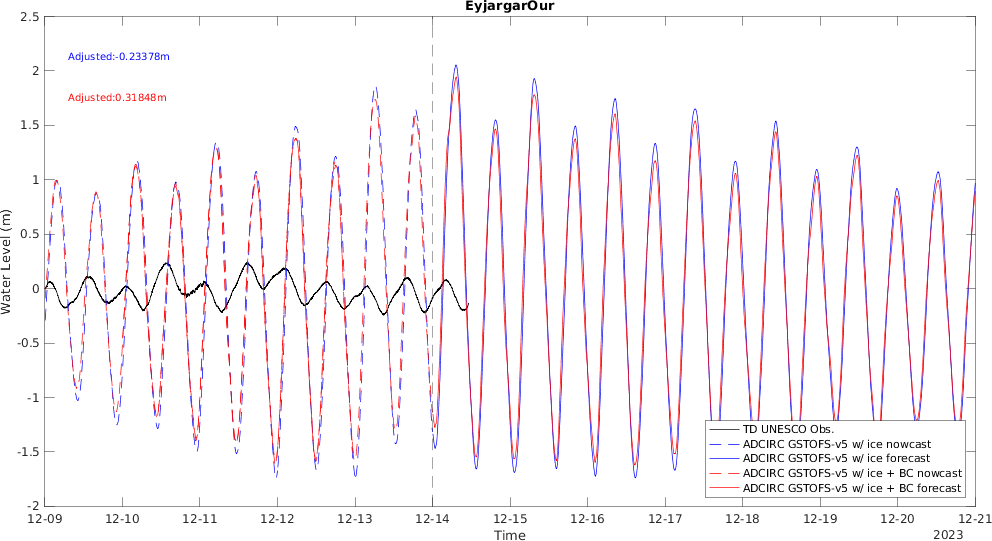 EyjargarOur
Adjusted:-0.23378m
Adjusted:0.31848m
Water Level (m)
2.5
2
1.5
1
0.5
0
-0.5
-1
-1.5
-2
TD UNESCO Obs.
ADCIRC GSTOFS-v5 w/ ice nowcast
ADCIRC GSTOFS-v5 w/ ice forecast
ADCIRC GSTOFS-v5 w/ ice + BC nowcast
ADCIRC GSTOFS-v5 w/ ice + BC forecast
12-09 12-10 12-11 12-12 12-13 12-14 12-15 12-16 12-17 12-18 12-19 12-20 12-21
Time
2023